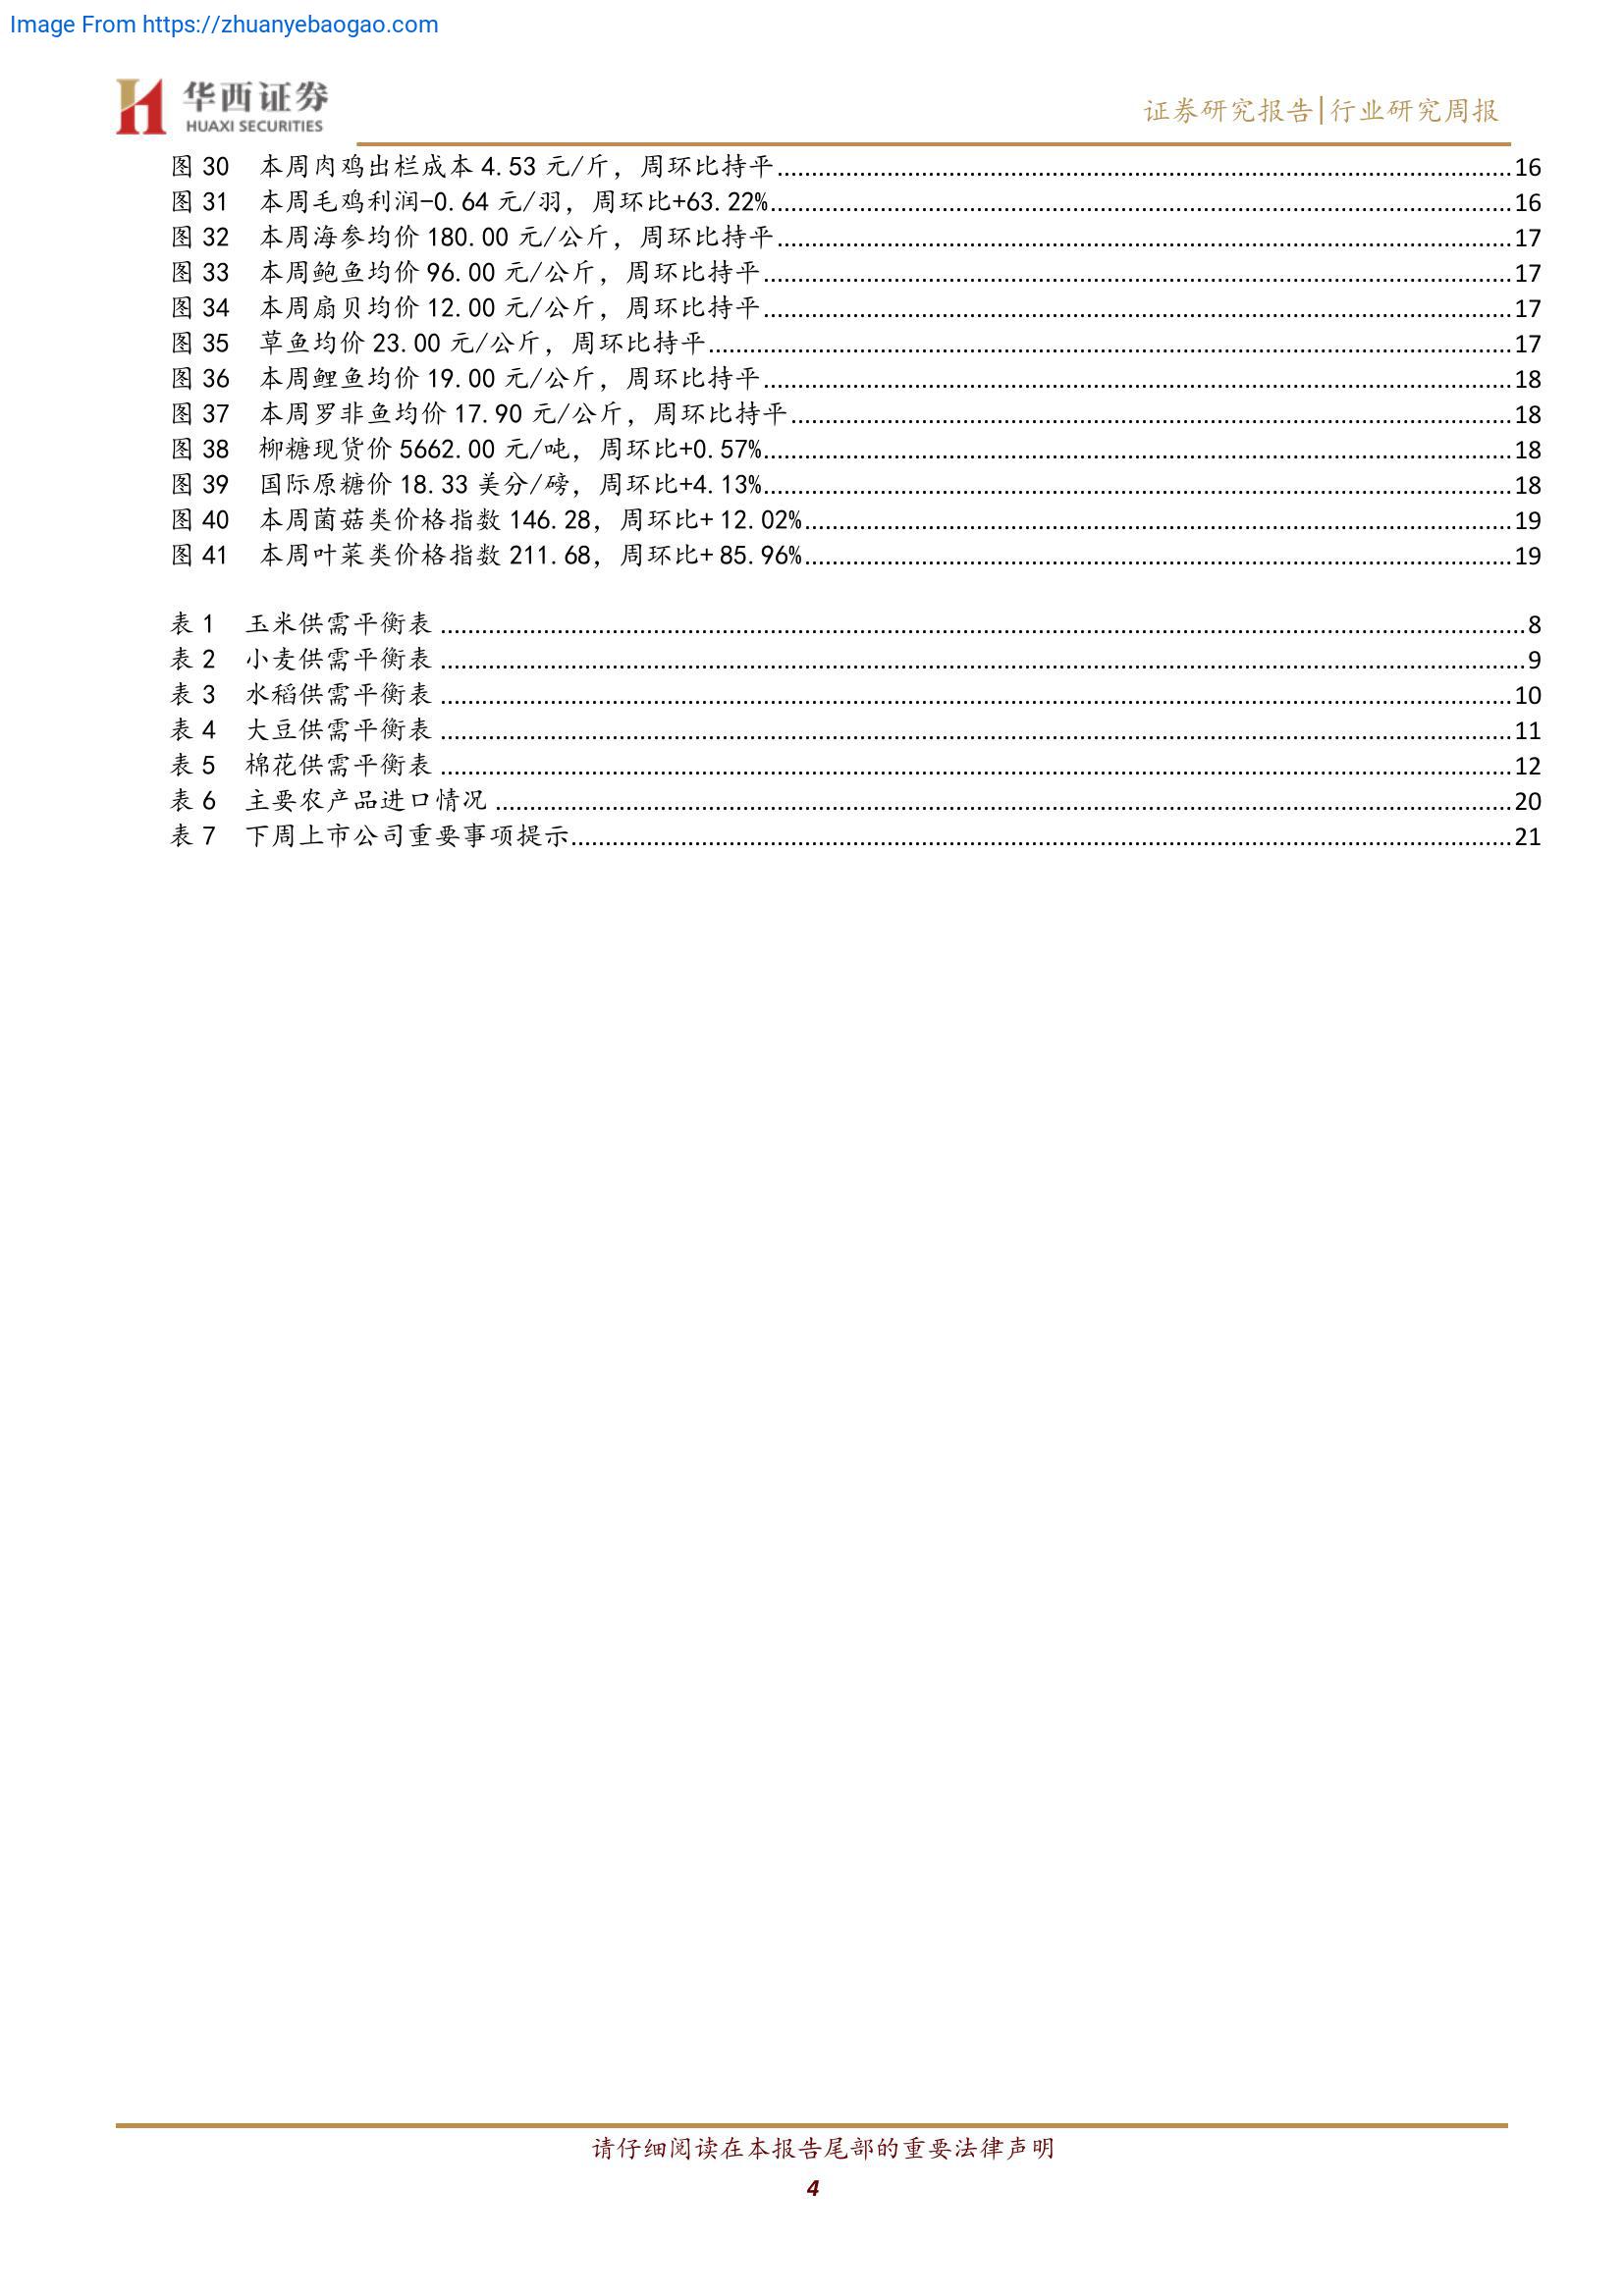 Image From https://zhuanyebaogao.com
华西证券
HUAXI SECURITIES
证券研究报告|行业研究周报
图 30 本周肉鸡出栏成本 4.53 元/斤，周环比持平........16
图 31 本周毛鸡利润-0.64 元/羽，周环比+63.22%........16
图 32 本周海参均价 180.00 元/公斤，周环比持平........17
图 33 本周鲍鱼均价 96.00 元/公斤，周环比持平........17
图 34 本周扇贝均价 12.00 元/公斤，周环比持平........17
图 35 草鱼均价 23.00 元/公斤，周环比持平........17
图 36 本周鲤鱼均价 19.00 元/公斤，周环比持平........18
图 37 本周罗非鱼均价 17.90 元/公斤，周环比持平........18
图 38 柳糖现货价 5662.00 元/吨，周环比+0.57%........18
图 39 国际原糖价 18.33 美分/磅，周环比+4.13%........18
图 40 本周菌菇类价格指数 146.28，周环比+ 12.02%........19
图 41 本周叶菜类价格指数 211.68，周环比+ 85.96%........19
表 1 玉米供需平衡表........8
表 2 小麦供需平衡表........9
表 3 水稻供需平衡表........10
表 4 大豆供需平衡表........11
表 5 棉花供需平衡表........12
表 6 主要农产品进口情况........20
表 7 下周上市公司重要事项提示........21
请仔细阅读在本报告尾部的重要法律声明
4